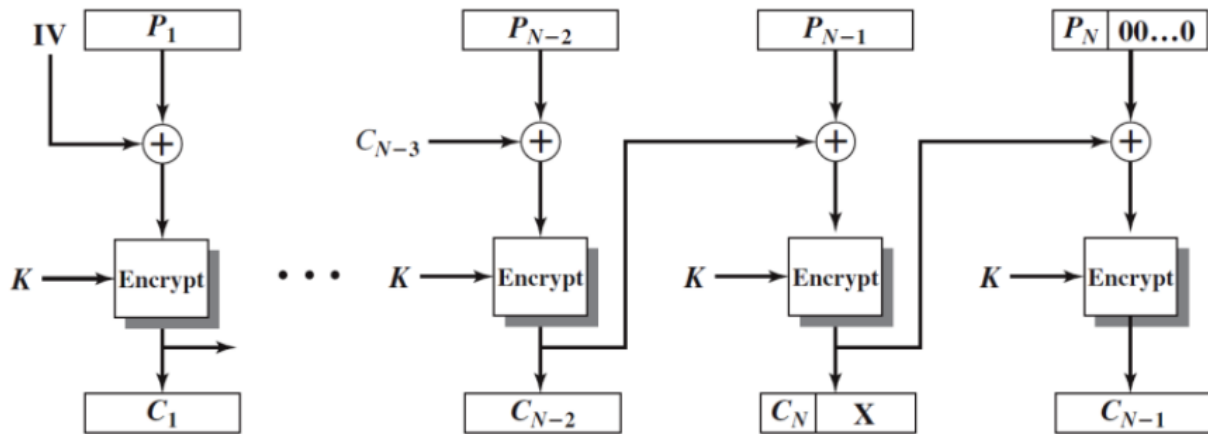 IV P₁ Pₙ₋₂ Pₙ₋₁ Pₙ 00...0
+ + + +
Cₙ₋₃
K Encrypt • • • K Encrypt K Encrypt K Encrypt
C₁ Cₙ₋₂ Cₙ X Cₙ₋₁